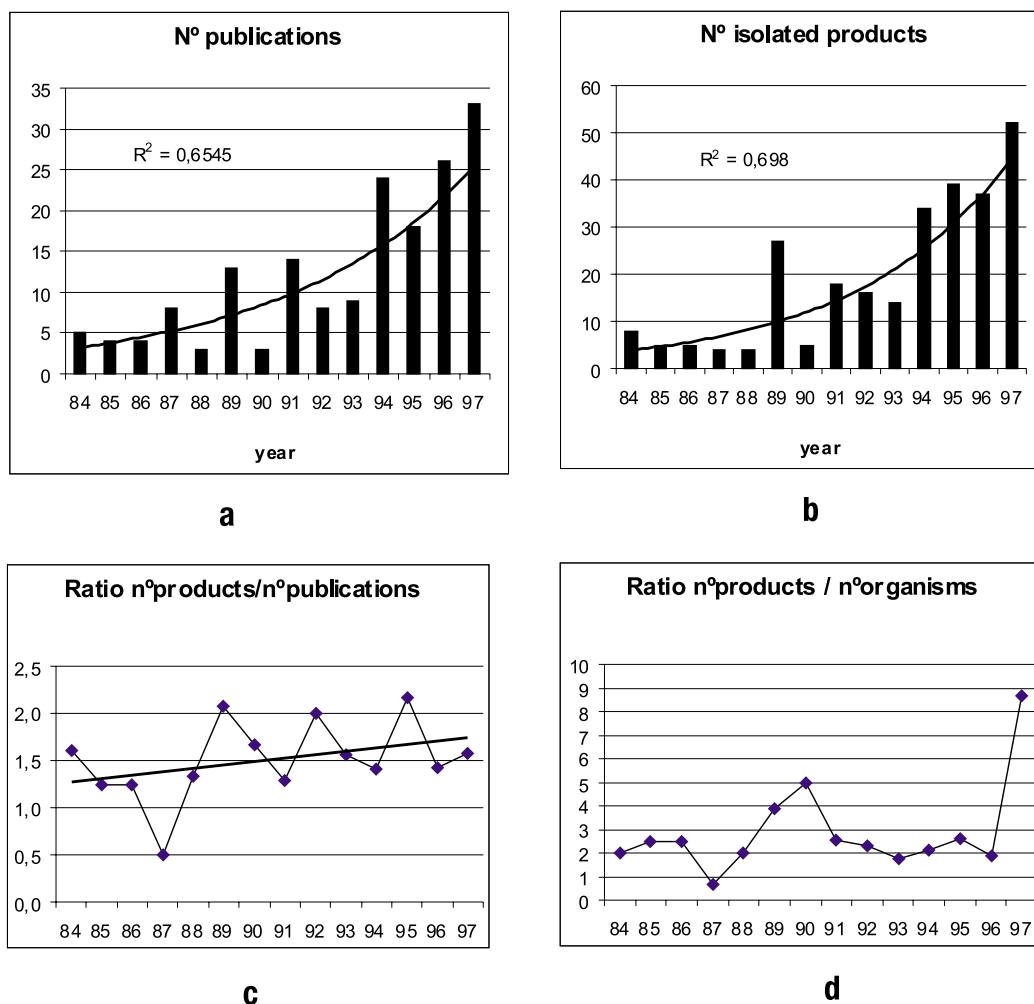 Nº publications
35
30
25
20
15
10
5
0
R² = 0,6545
84 85 86 87 88 89 90 91 92 93 94 95 96 97
year
a
Nº isolated products
60
50
40
30
20
10
0
R² = 0,698
84 85 86 87 88 89 90 91 92 93 94 95 96 97
year
b
Ratio nºproducts/nºpublications
2,5
2,0
1,5
1,0
0,5
0,0
84 85 86 87 88 89 90 91 92 93 94 95 96 97
c
Ratio nºproducts / nºorganisms
10
9
8
7
6
5
4
3
2
1
0
84 85 86 87 88 89 90 91 92 93 94 95 96 97
d